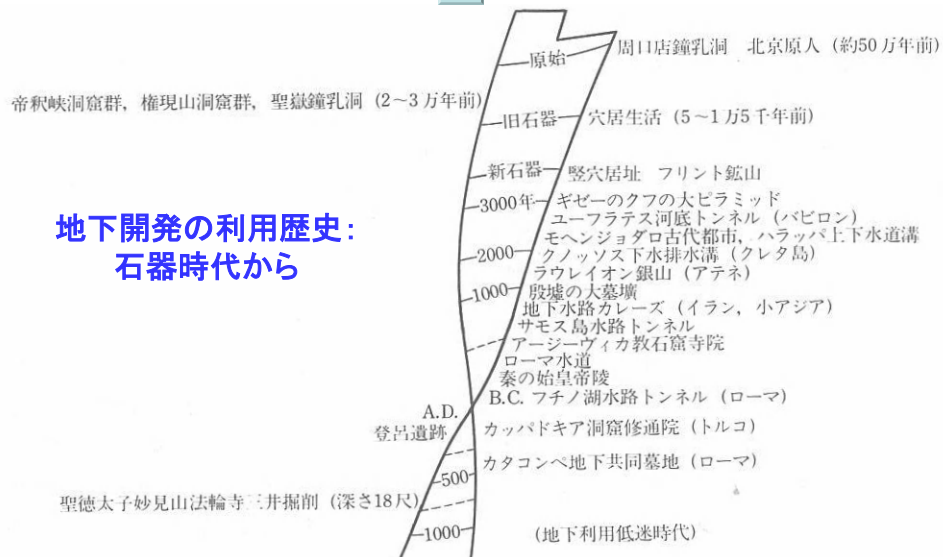 原始
周口店鐘乳洞 北京原人 (約50万年前)
帝釈峡洞窟群, 権現山洞窟群, 聖嶽鐘乳洞 (2~3万年前)
旧石器
穴居生活 (5~1万5千年前)
新石器
竪穴居址 フリント鉱山
3000年
ギゼーのクフの大ピラミッド
ユーフラテス河底トンネル (バビロン)
地下開発の利用歴史:
石器時代から
モヘンジョダロ古代都市, ハラッパ上下水道溝
2000
クノッソス下水排水溝 (クレタ島)
ラウレイオン銀山 (アテネ)
1000
殷墟の大墓壙
地下水路カレーズ (イラン, 小アジア)
サモス島水路トンネル
アージーヴィカ教石窟寺院
ローマ水道
秦の始皇帝陵
B.C. フチノ湖水路トンネル (ローマ)
A.D.
登呂遺跡
カッパドキア洞窟修通院 (トルコ)
カタコンペ地下共同墓地 (ローマ)
500
聖徳太子妙見山法輪寺三井掘削 (深さ18尺)
1000
(地下利用低迷時代)